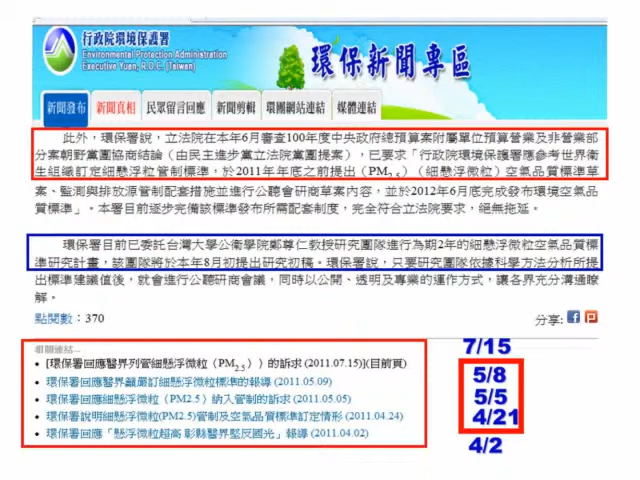 行政院環境保護署
Environmental Protection Administration
Executive Yuan, R.O.C. (Taiwan)
環保新聞專區
新聞發布 新聞真相 民眾留言回應 新聞剪輯 環團網站連結 媒體連結
此外，環保署說，立法院在本年6月審查100年度中央政府總預算案附屬單位預算營業及非營業部
分案朝野黨團協商結論（由民主進步黨立法院黨團提案），已要求「行政院環境保護署應參考世界衛
生組織訂定細懸浮粒管制標準，於2011年年底之前提出（PM2.5）（細懸浮微粒）空氣品質標準草
案、監測與排放源管制配套措施並進行公聽會研商草案內容，並於2012年6月底完成發布環境空氣品
質標準」。本署目前逐步完備該標準發布所需配套制度，完全符合立法院要求，絕無拖延。
環保署目前已委託台灣大學公衛學院鄭尊仁教授研究團隊進行為期2年的細懸浮微粒空氣品質標
準研究計畫，該團隊將於本年8月初提出研究初稿。環保署說，只要研究團隊依據科學方法分析所提
出標準建議值後，就會進行公聽研商會議，同時以公開、透明及專業的運作方式，讓各界充分溝通瞭
解。
點閱數：370
分享:
相關連結...
[環保署回應醫界列管細懸浮微粒（PM2.5））的訴求 (2011.07.15)](目前頁)
環保署回應醫界籲嚴訂細懸浮微粒標準的報導 (2011.05.09)
環保署回應細懸浮微粒（PM2.5）納入管制的訴求 (2011.05.05)
環保署說明細懸浮微粒(PM2.5)管制及空氣品質標準訂定情形 (2011.04.24)
環保署回應「懸浮微粒超高 彰縣醫界堅反國光」報導 (2011.04.02)
7/15
5/8
5/5
4/21
4/2